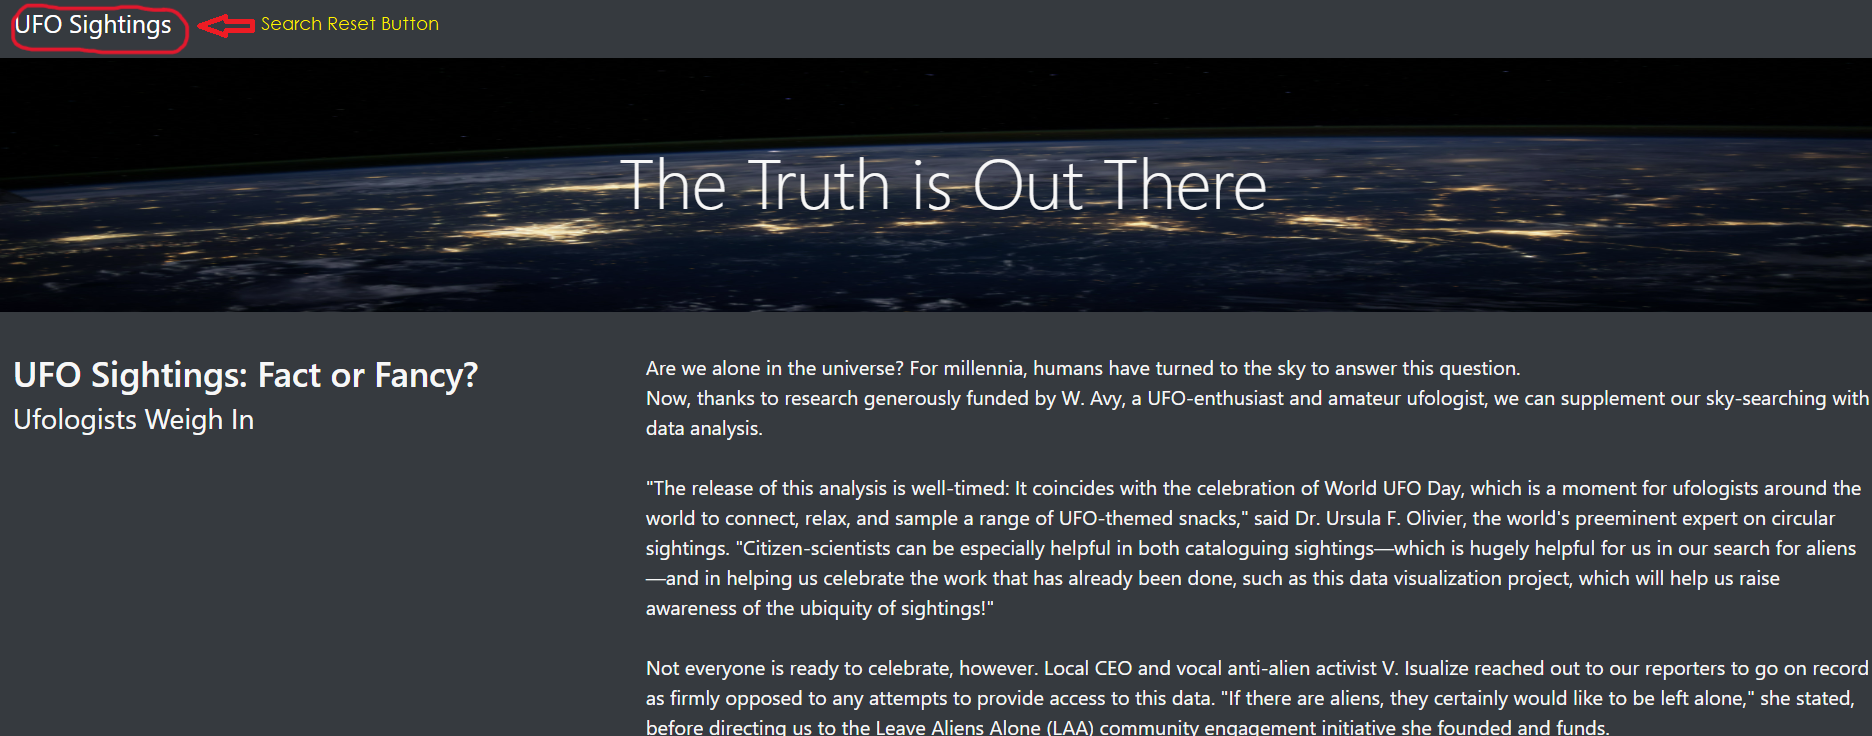 UFO Sightings
Search Reset Button
The Truth is Out There
UFO Sightings: Fact or Fancy?
Ufologists Weigh In
Are we alone in the universe? For millennia, humans have turned to the sky to answer this question.
Now, thanks to research generously funded by W. Avy, a UFO-enthusiast and amateur ufologist, we can supplement our sky-searching with
data analysis.
"The release of this analysis is well-timed: It coincides with the celebration of World UFO Day, which is a moment for ufologists around the
world to connect, relax, and sample a range of UFO-themed snacks," said Dr. Ursula F. Olivier, the world's preeminent expert on circular
sightings. "Citizen-scientists can be especially helpful in both cataloguing sightings—which is hugely helpful for us in our search for aliens
—and in helping us celebrate the work that has already been done, such as this data visualization project, which will help us raise
awareness of the ubiquity of sightings!"
Not everyone is ready to celebrate, however. Local CEO and vocal anti-alien activist V. Isualize reached out to our reporters to go on record
as firmly opposed to any attempts to provide access to this data. "If there are aliens, they certainly would like to be left alone," she stated,
before directing us to the Leave Aliens Alone (LAA) community engagement initiative she founded and funds.